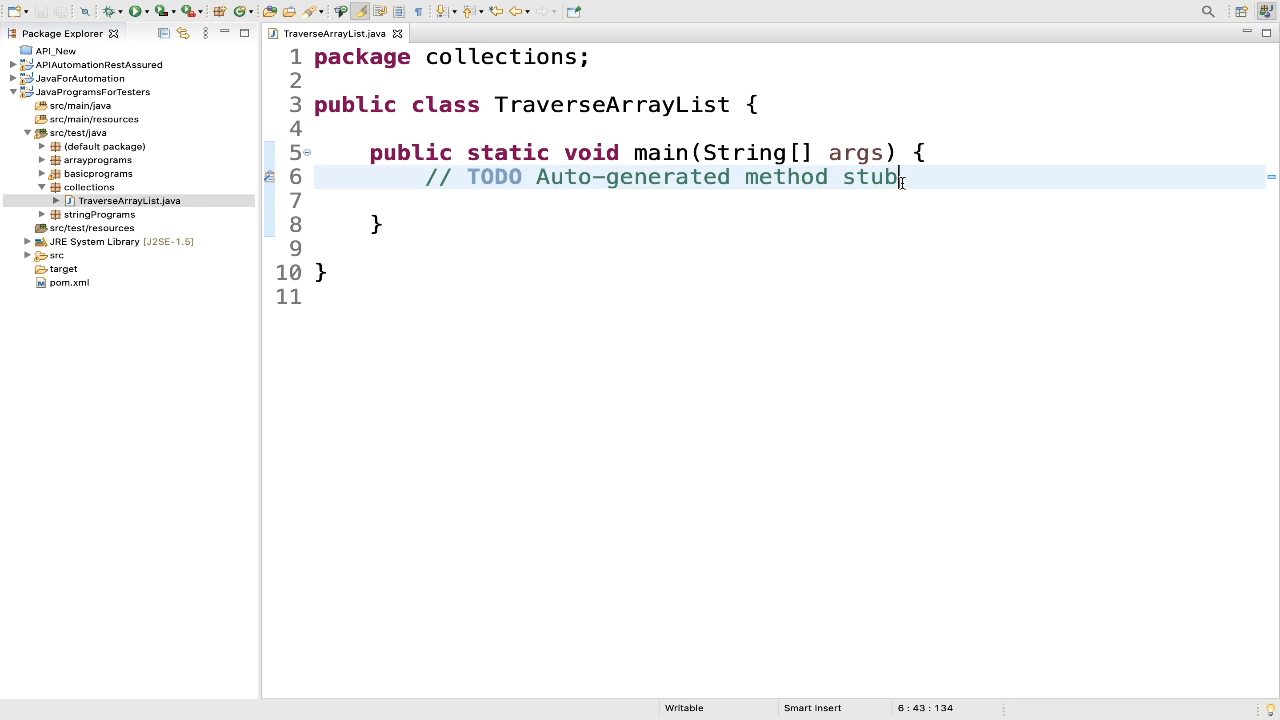 Package Explorer
API_New
APIAutomationRestAssured
JavaForAutomation
JavaProgramsForTesters
src/main/java
src/main/resources
src/test/java
(default package)
arrayprograms
basicprograms
collections
TraverseArrayList.java
stringPrograms
src/test/resources
JRE System Library [J2SE-1.5]
src
target
pom.xml
TraverseArrayList.java
1 package collections;
2
3 public class TraverseArrayList {
4
5 public static void main(String[] args) {
6 // TODO Auto-generated method stub
7
8 }
9
10 }
11
Writable
Smart Insert
6 : 43 : 134